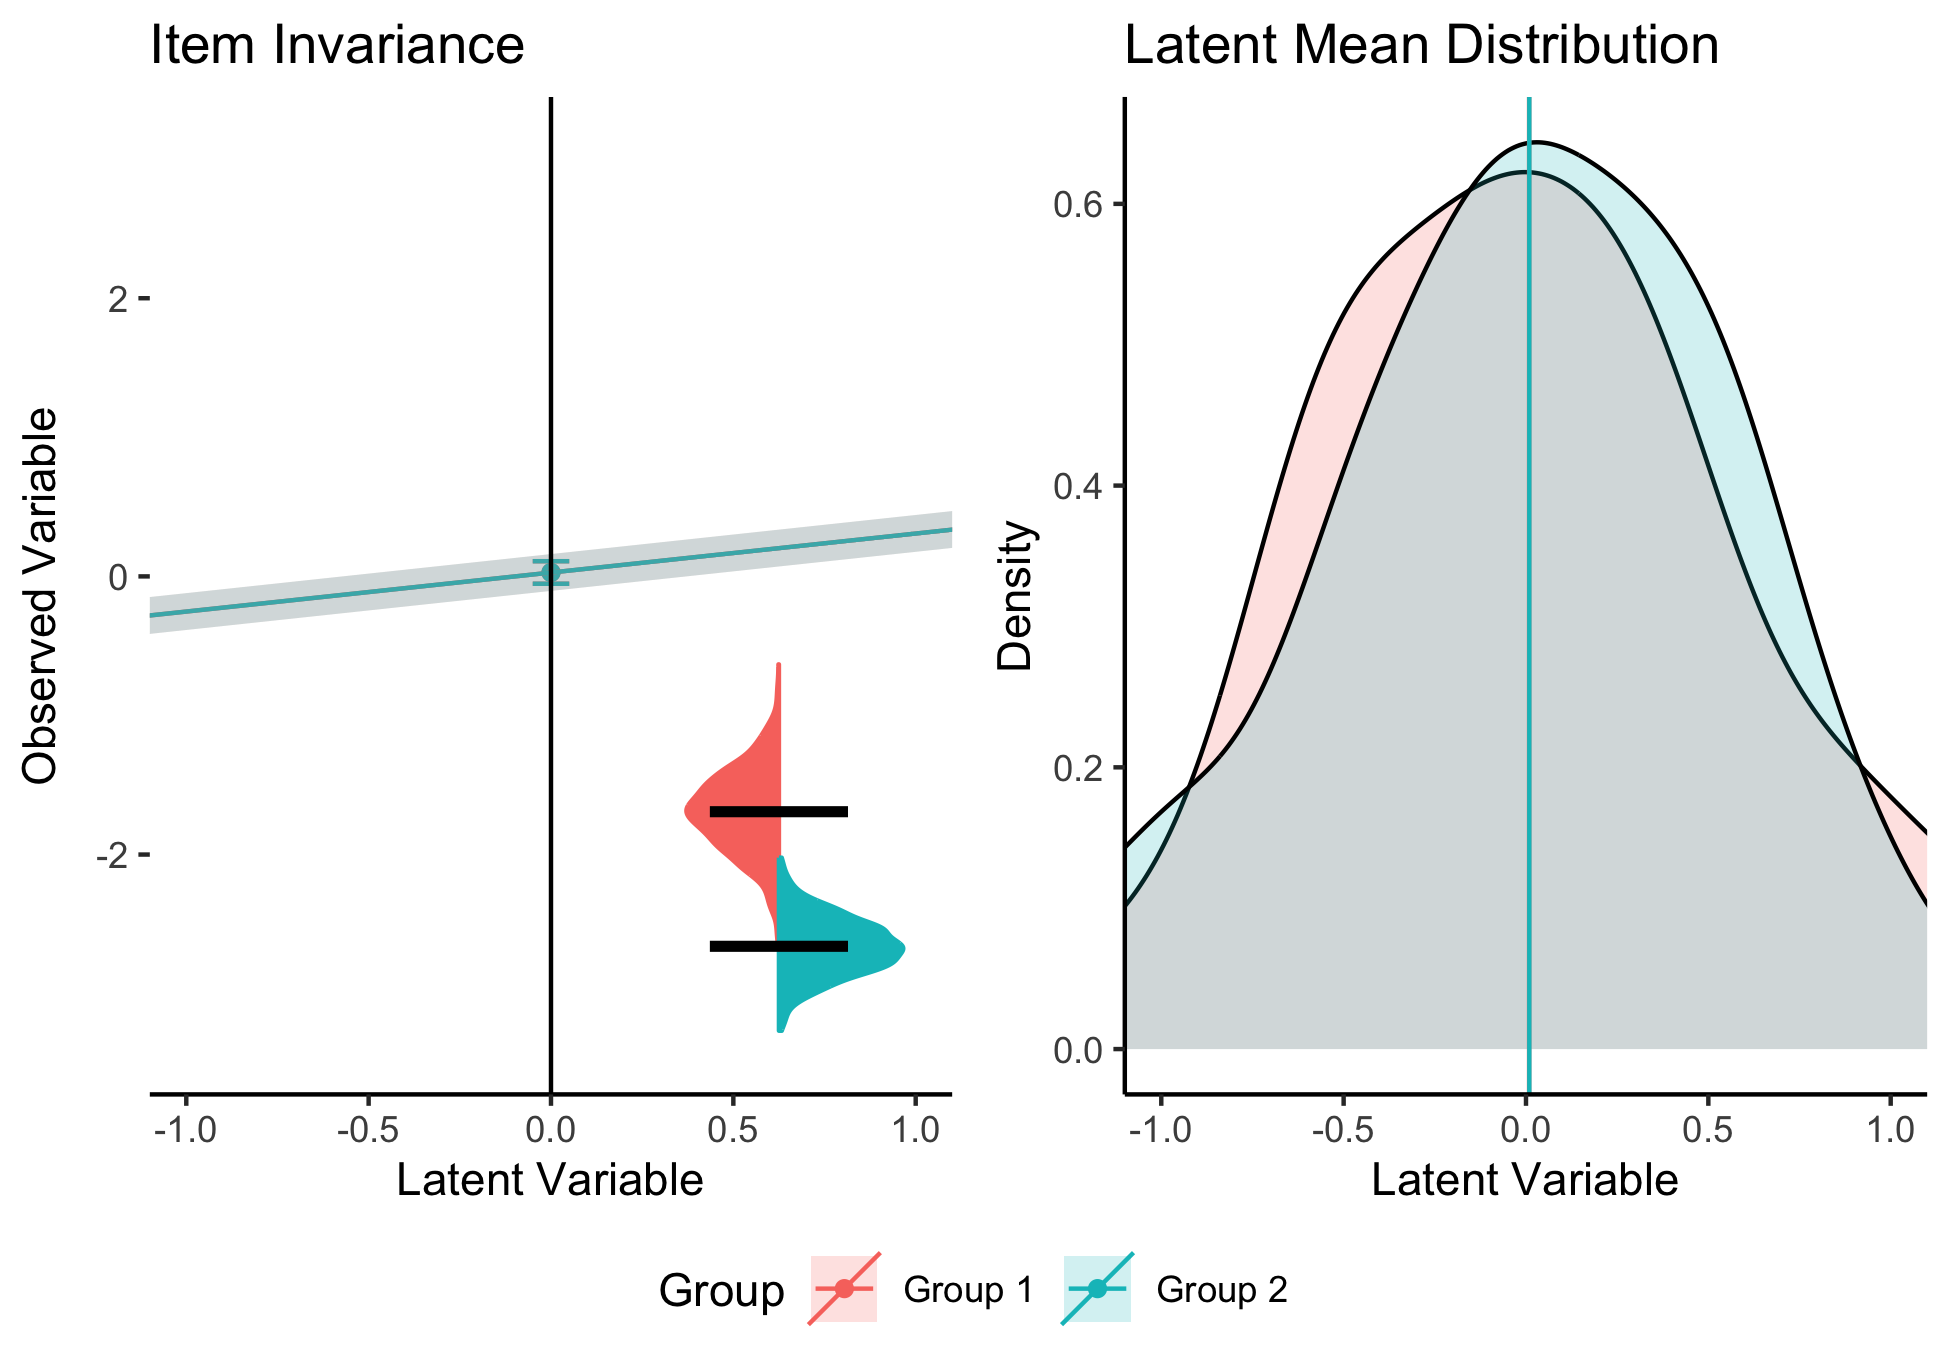 Item Invariance
Observed Variable
2
0
-2
-1.0 -0.5 0.0 0.5 1.0
Latent Variable
Latent Mean Distribution
Density
0.6
0.4
0.2
0.0
-1.0 -0.5 0.0 0.5 1.0
Latent Variable
Group Group 1 Group 2